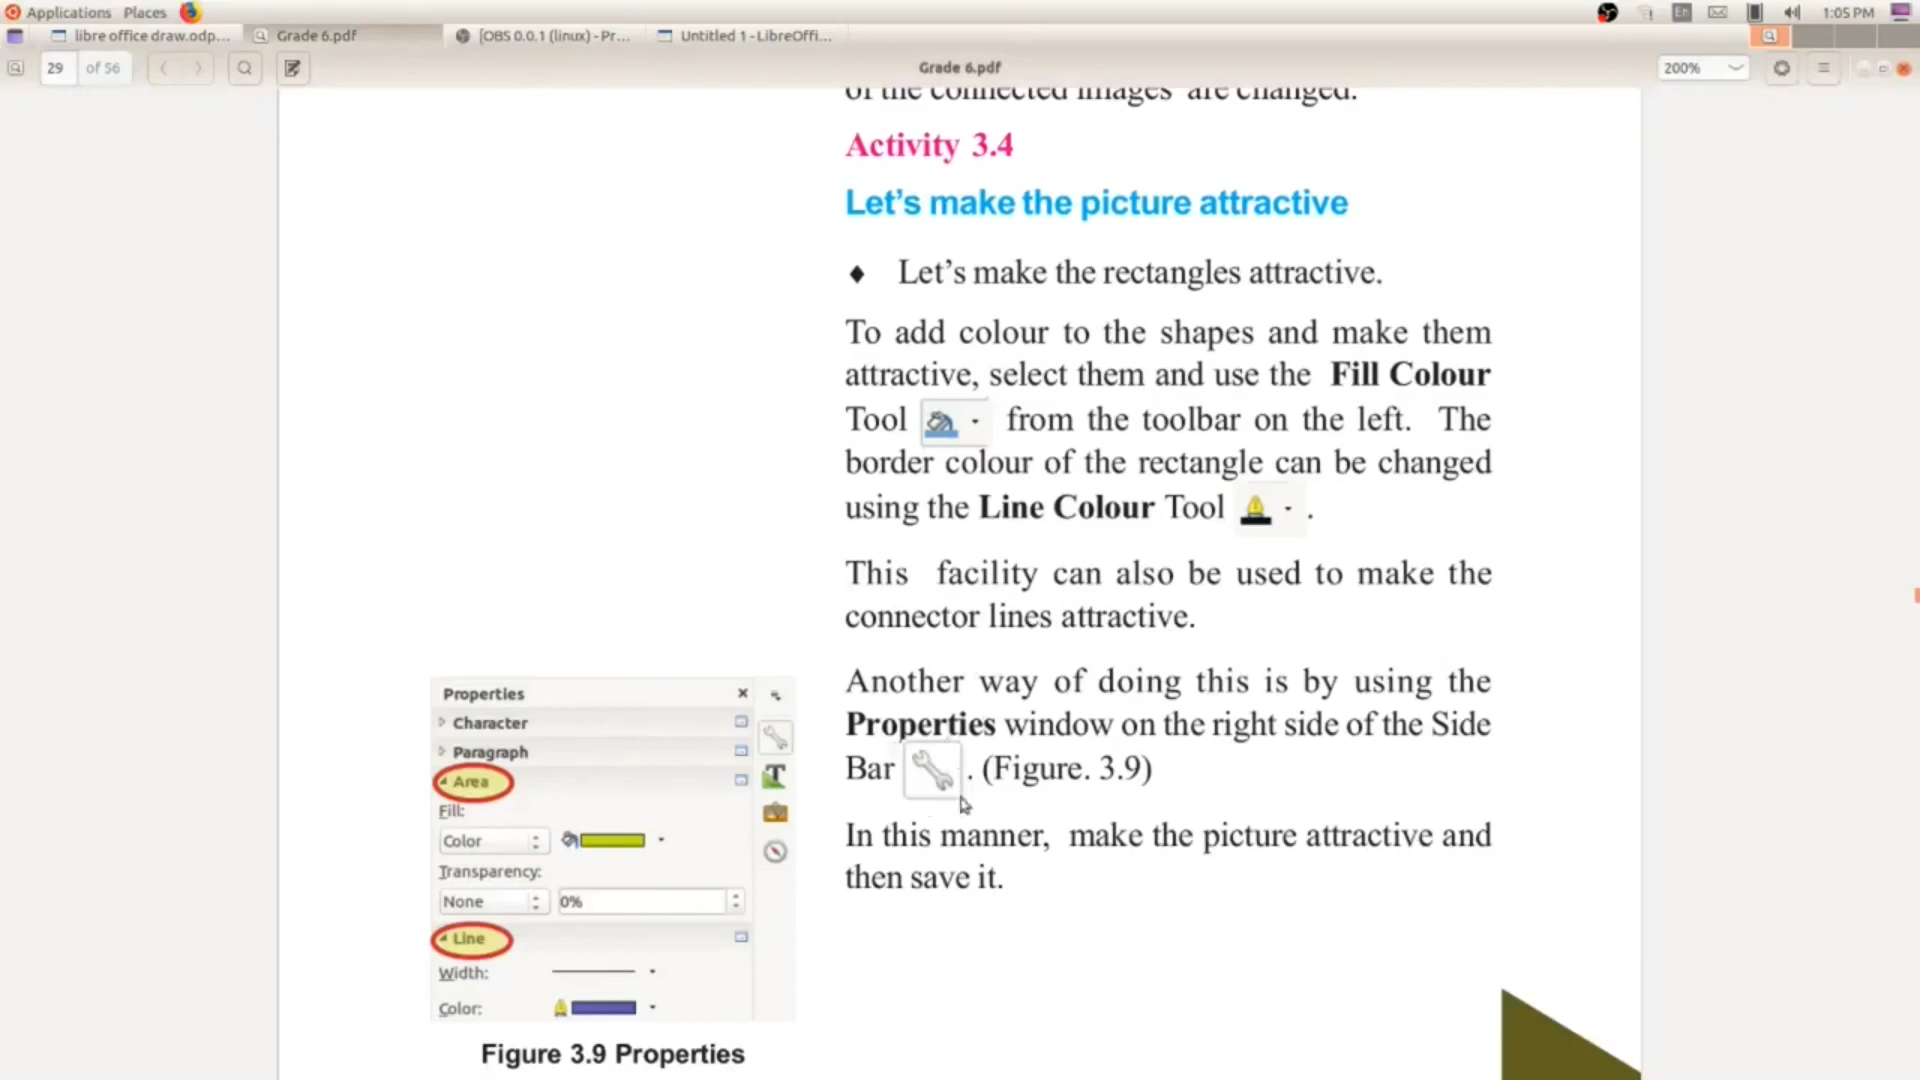 Applications Places En 1:05 PM
libre office draw.odp... Grade 6.pdf [OBS 0.0.1 (linux) - Pr... Untitled 1 - LibreOffi...
29 of 56 Grade 6.pdf 200%
of the connected images are changed.
Activity 3.4
Let's make the picture attractive
♦ Let's make the rectangles attractive.
To add colour to the shapes and make them
attractive, select them and use the Fill Colour
Tool from the toolbar on the left. The
border colour of the rectangle can be changed
using the Line Colour Tool .
This facility can also be used to make the
connector lines attractive.
Another way of doing this is by using the
Properties window on the right side of the Side
Bar . (Figure. 3.9)
In this manner, make the picture attractive and
then save it.
Properties
Character
Paragraph
Area
Fill:
Color
Transparency:
None 0%
Line
Width:
Color:
Figure 3.9 Properties